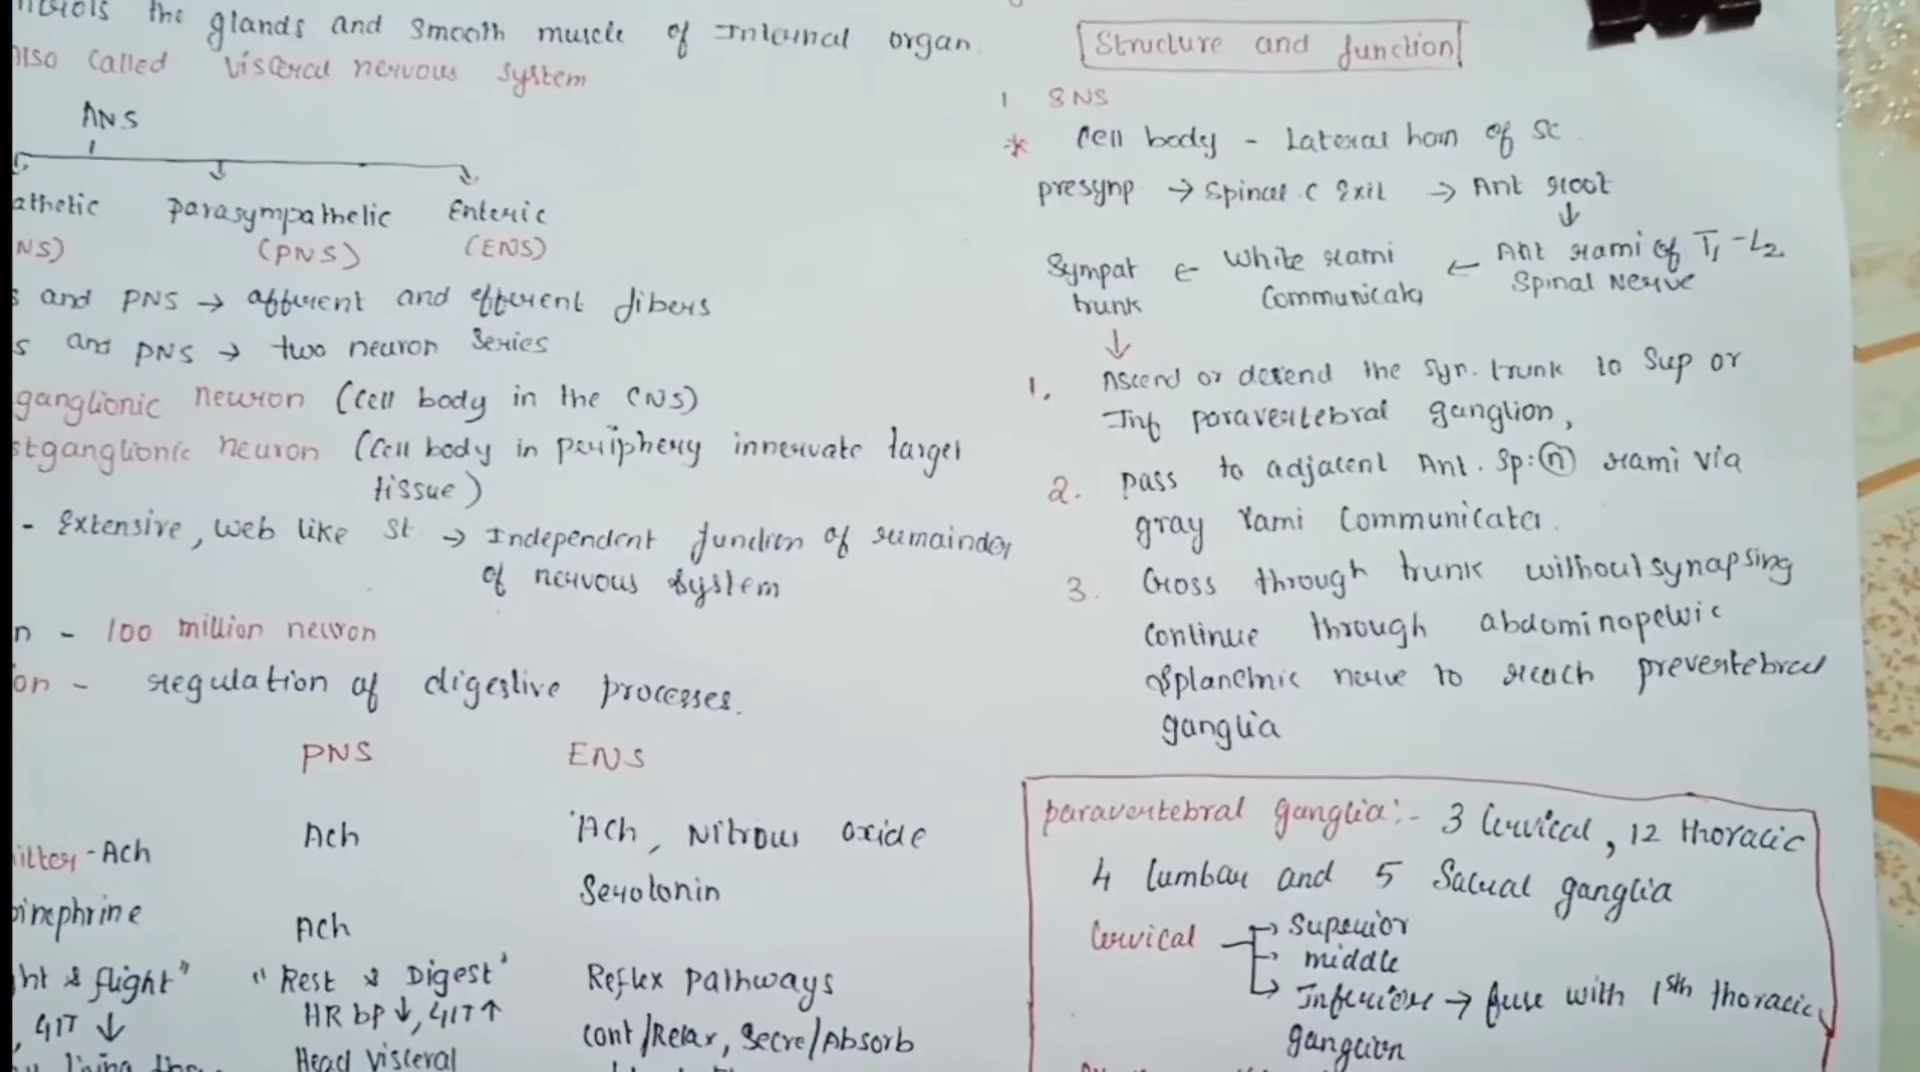 the glands and smooth muscle of Internal organ
also called visceral nervous system
ANS
athetic parasympathetic Enteric
NS) (PNS) (ENS)
s and PNS → afferent and efferent fibers
s and PNS → two neuron series
ganglionic neuron (cell body in the CNS)
stganglionic neuron (cell body in periphery innervate target
tissue)
- Extensive, web like st → Independent function of remainder
of nervous system
n - 100 million neuron
on - regulation of digestive processes.
PNS ENS
itter - Ach Ach Ach, Nitrous oxide
Serotonin
pinephrine Ach
ht & flight" "Rest & Digest" Reflex pathways
, GIT ↓ HR bp ↓, GIT ↑ cont/Relax, Secre/Absorb
Head visceral
Structure and function
1 SNS
* Cell body - Lateral horn of sc
presynp → Spinal . c exit → Ant root
↓
Sympat ← White rami ← Ant rami of T1 - L2
trunk Communicata Spinal Nerve
↓
1. Ascend or desend the syn. trunk to Sup or
Inf paravertebral ganglion,
2. pass to adjacent Ant. Sp: (n) rami via
gray rami Communicata
3. Cross through trunk without synapsing
continue through abdominopelvic
splanchnic nerve to reach prevertebral
ganglia
paravertebral ganglia:- 3 Cervical, 12 thoracic
4 lumbar and 5 Sacral ganglia
Cervical → Superior
→ middle
→ Inferiore → fuse with 1sth thoracic
ganglion